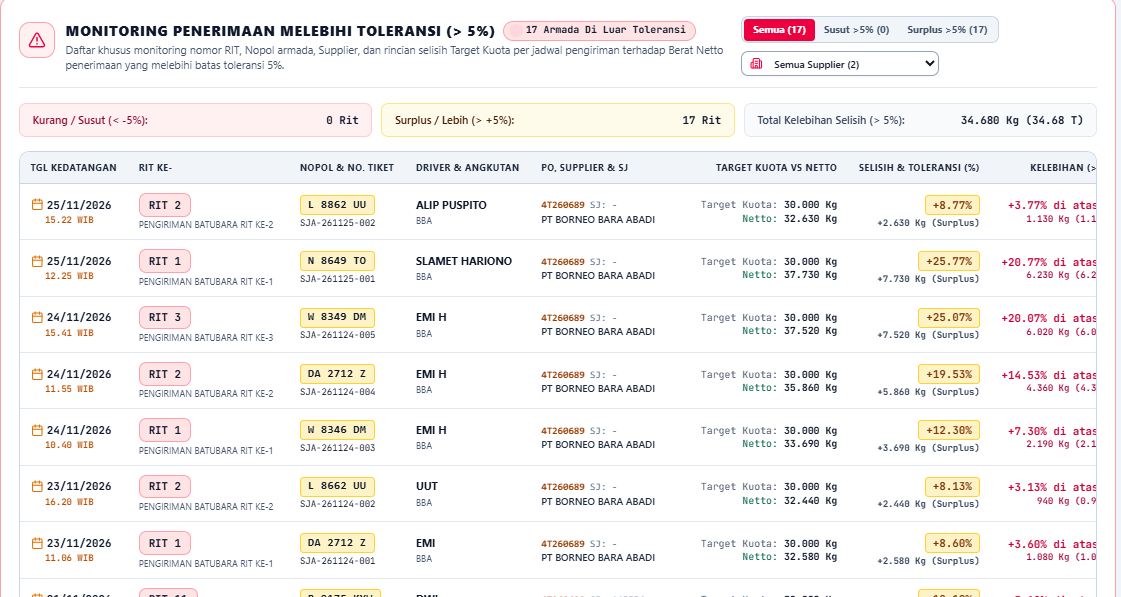 MONITORING PENERIMAAN MELEBIHI TOLERANSI (> 5%)
17 Armada Di Luar Toleransi
Daftar khusus monitoring nomor RIT, Nopol armada, Supplier, dan rincian selisih Target Kuota per jadwal pengiriman terhadap Berat Netto
penerimaan yang melebihi batas toleransi 5%.
Semua (17) Susut >5% (0) Surplus >5% (17)
Semua Supplier (2)
Kurang / Susut (< -5%): 0 Rit
Surplus / Lebih (> +5%): 17 Rit
Total Kelebihan Selisih (> 5%): 34.680 Kg (34.68 T)
TGL KEDATANGAN RIT KE- NOPOL & NO. TIKET DRIVER & ANGKUTAN PO, SUPPLIER & SJ TARGET KUOTA VS NETTO SELISIH & TOLERANSI (%) KELEBIHAN (>
25/11/2026 RIT 2 L 8862 UU ALIP PUSPITO 4T260689 SJ: - Target Kuota: 30.000 Kg +8.77% +3.77% di atas
15.22 WIB PENGIRIMAN BATUBARA RIT KE-2 SJA-261125-002 BBA PT BORNEO BARA ABADI Netto: 32.630 Kg +2.630 Kg (Surplus) 1.130 Kg (1.1
25/11/2026 RIT 1 N 8649 TO SLAMET HARIONO 4T260689 SJ: - Target Kuota: 30.000 Kg +25.77% +20.77% di atas
12.25 WIB PENGIRIMAN BATUBARA RIT KE-1 SJA-261125-001 BBA PT BORNEO BARA ABADI Netto: 37.730 Kg +7.730 Kg (Surplus) 6.230 Kg (6.2
24/11/2026 RIT 3 W 8349 DM EMI H 4T260689 SJ: - Target Kuota: 30.000 Kg +25.07% +20.07% di atas
15.41 WIB PENGIRIMAN BATUBARA RIT KE-3 SJA-261124-005 BBA PT BORNEO BARA ABADI Netto: 37.520 Kg +7.520 Kg (Surplus) 6.020 Kg (6.0
24/11/2026 RIT 2 DA 2712 Z EMI H 4T260689 SJ: - Target Kuota: 30.000 Kg +19.53% +14.53% di atas
11.55 WIB PENGIRIMAN BATUBARA RIT KE-2 SJA-261124-004 BBA PT BORNEO BARA ABADI Netto: 35.860 Kg +5.860 Kg (Surplus) 4.360 Kg (4.3
24/11/2026 RIT 1 W 8346 DM EMI H 4T260689 SJ: - Target Kuota: 30.000 Kg +12.30% +7.30% di atas
10.40 WIB PENGIRIMAN BATUBARA RIT KE-1 SJA-261124-003 BBA PT BORNEO BARA ABADI Netto: 33.690 Kg +3.690 Kg (Surplus) 2.190 Kg (2.1
23/11/2026 RIT 2 L 8662 UU UUT 4T260689 SJ: - Target Kuota: 30.000 Kg +8.13% +3.13% di atas
16.20 WIB PENGIRIMAN BATUBARA RIT KE-2 SJA-261124-002 BBA PT BORNEO BARA ABADI Netto: 32.440 Kg +2.440 Kg (Surplus) 940 Kg (0.9
23/11/2026 RIT 1 DA 2712 Z EMI 4T260689 SJ: - Target Kuota: 30.000 Kg +8.60% +3.60% di atas
11.06 WIB PENGIRIMAN BATUBARA RIT KE-1 SJA-261124-001 BBA PT BORNEO BARA ABADI Netto: 32.580 Kg +2.580 Kg (Surplus) 1.080 Kg (1.0